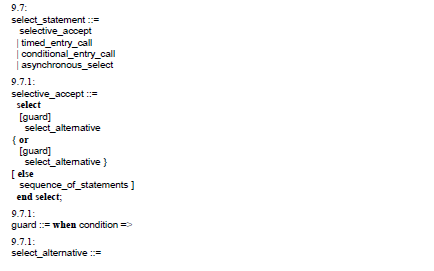 9.7:
select_statement ::=
selective_accept
| timed_entry_call
| conditional_entry_call
| asynchronous_select
9.7.1:
selective_accept ::=
select
[guard]
select_alternative
{ or
[guard]
select_alternative }
[ else
sequence_of_statements ]
end select;
9.7.1:
guard ::= when condition =>
9.7.1:
select_alternative ::=